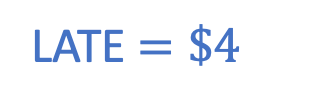 LATE = $4